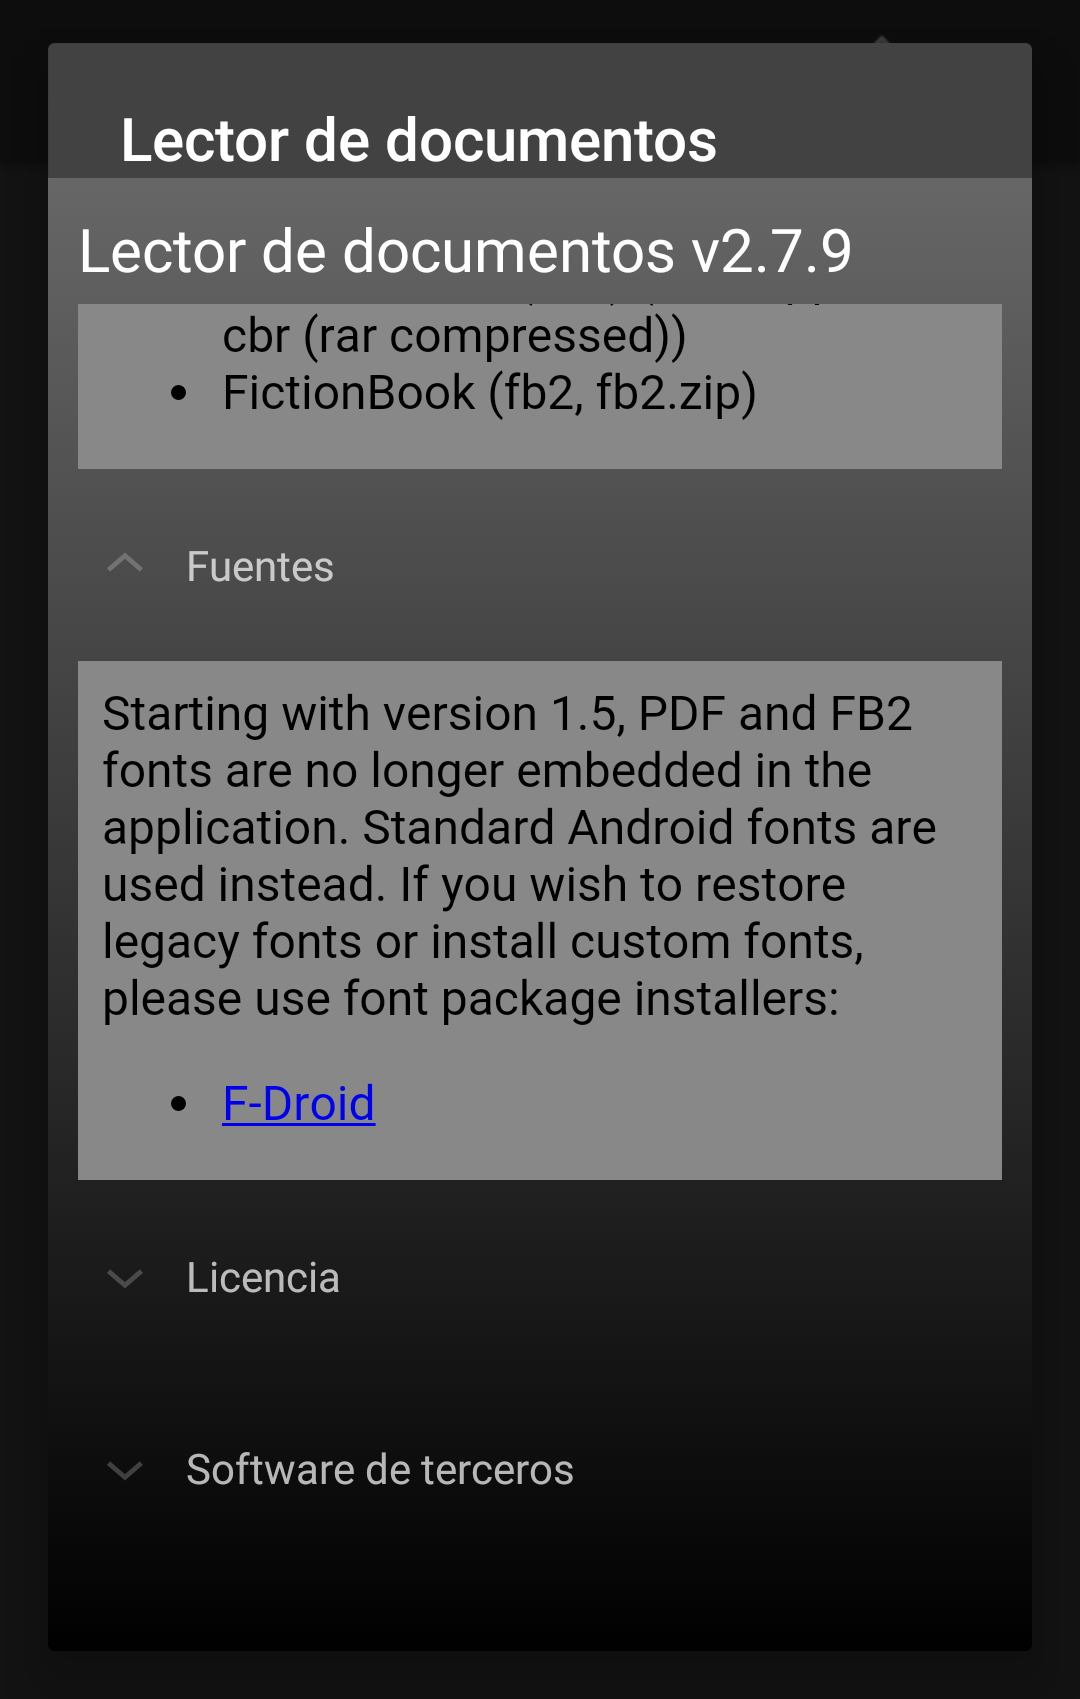 Lector de documentos
Lector de documentos v2.7.9
cbr (rar compressed))
• FictionBook (fb2, fb2.zip)
Fuentes
Starting with version 1.5, PDF and FB2
fonts are no longer embedded in the
application. Standard Android fonts are
used instead. If you wish to restore
legacy fonts or install custom fonts,
please use font package installers:
• F-Droid
Licencia
Software de terceros